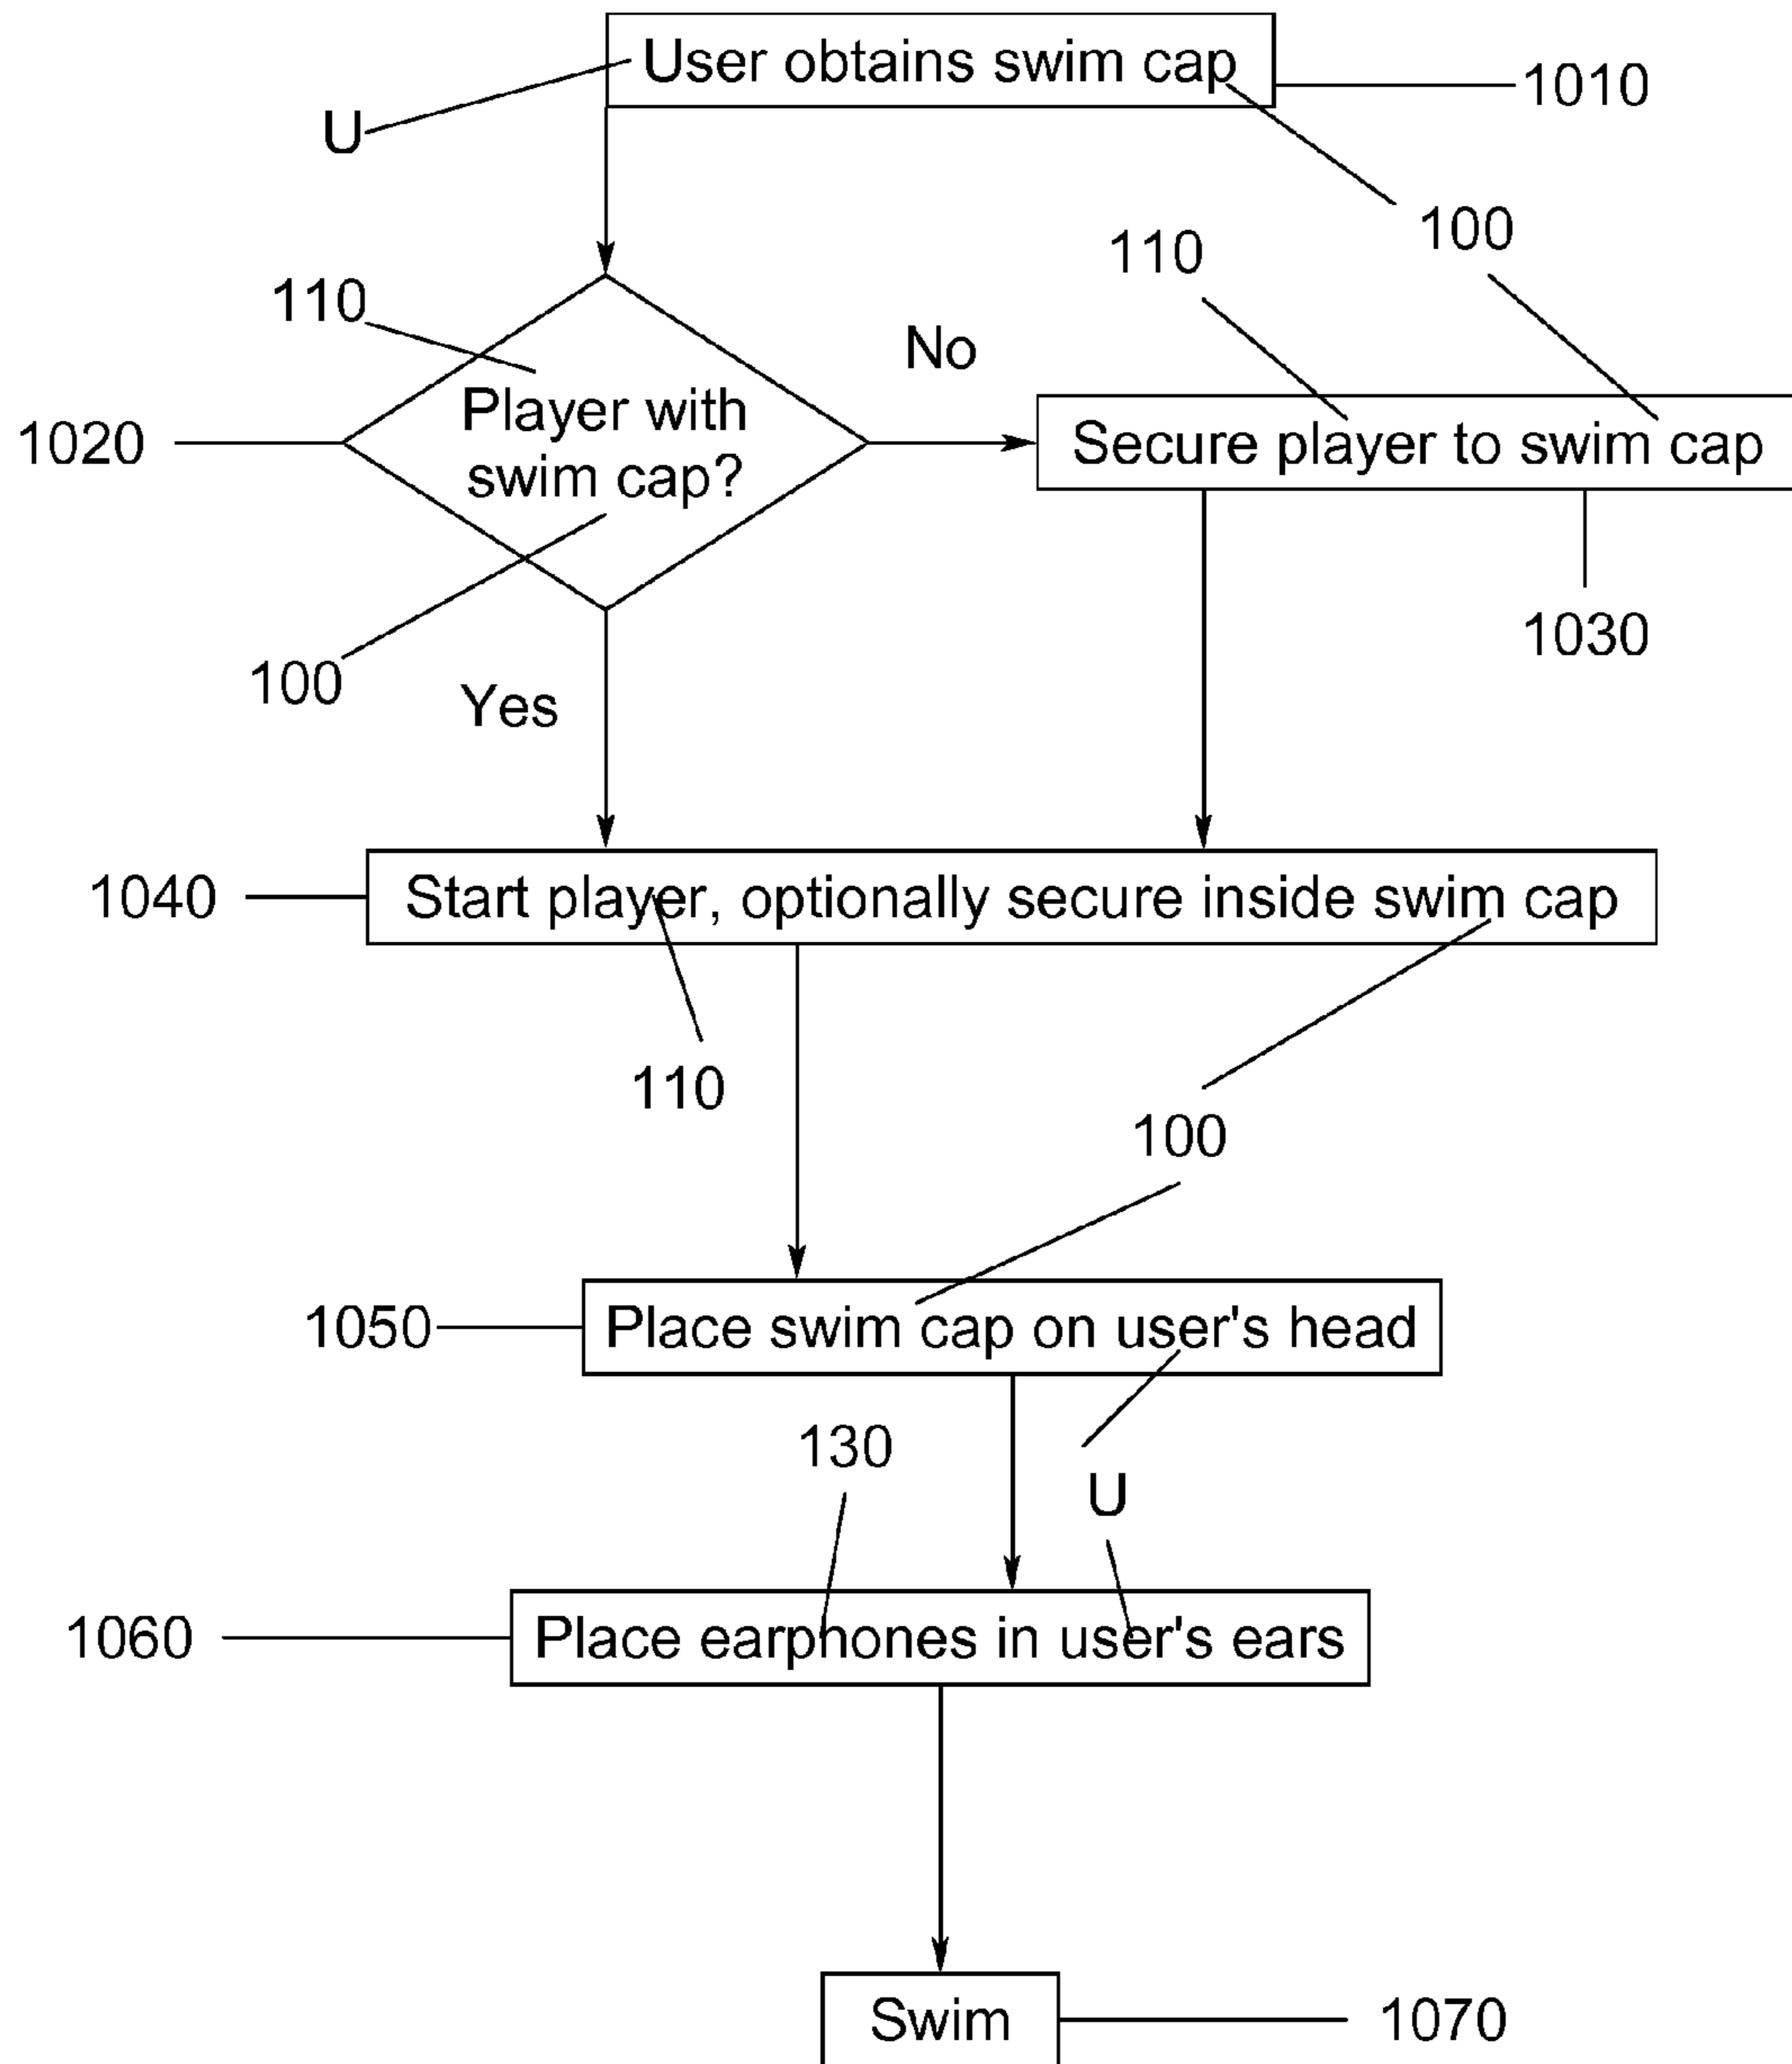 User obtains swim cap
1010
U
100
110
110
No
1020
Player with
swim cap?
Secure player to swim cap
1030
100
Yes
1040
Start player, optionally secure inside swim cap
110
100
1050
Place swim cap on user's head
130
U
1060
Place earphones in user's ears
Swim
1070